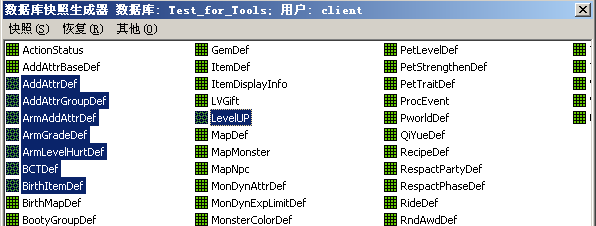 数据库快照生成器 数据库: Test_for_Tools; 用户: client
快照(S) 恢复(R) 其他(O)
ActionStatus
AddAttrBaseDef
AddAttrDef
AddAttrGroupDef
ArmAddAttrDef
ArmGradeDef
ArmLevelHurtDef
BCTDef
BirthItemDef
BirthMapDef
BootyGroupDef
GemDef
ItemDef
ItemDisplayInfo
LVGift
LevelUP
MapDef
MapMonster
MapNpc
MonDynAttrDef
MonDynExpLimitDef
MonsterColorDef
PetLevelDef
PetStrengthenDef
PetTraitDef
ProcEvent
PworldDef
QiYueDef
RecipeDef
RespactPartyDef
RespactPhaseDef
RideDef
RndAwdDef